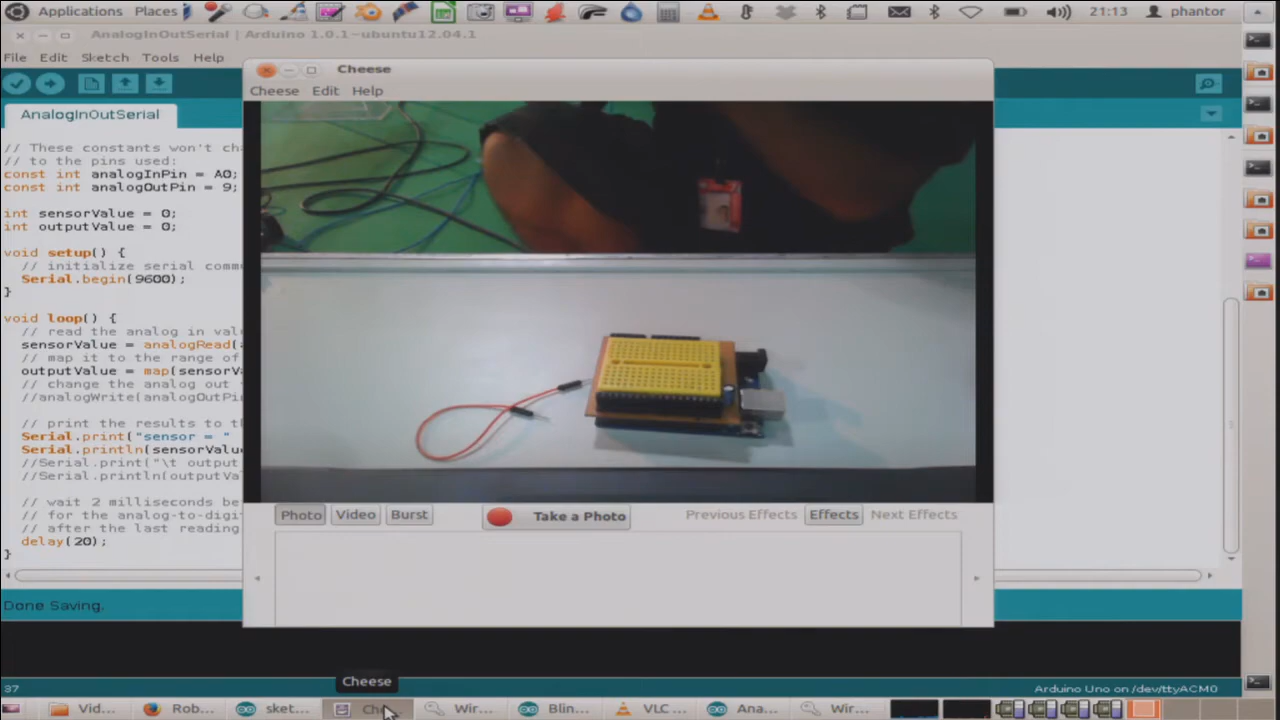 Applications Places
21:13 phantor
AnalogInOutSerial | Arduino 1.0.1~ubuntu12.04.1
File Edit Sketch Tools Help
AnalogInOutSerial
Cheese
Cheese Edit Help
// These constants won't ch
// to the pins used:
const int analogInPin = A0;
const int analogOutPin = 9;
int sensorValue = 0;
int outputValue = 0;
void setup() {
// initialize serial comm
Serial.begin(9600);
}
void loop() {
// read the analog in val
sensorValue = analogRead(
// map it to the range of
outputValue = map(sensorV
// change the analog out
//analogWrite(analogOutPin
// print the results to t
Serial.print("sensor = "
Serial.println(sensorValu
//Serial.print("\t output
//Serial.println(outputVa
// wait 2 milliseconds be
// for the analog-to-digi
// after the last reading
delay(20);
}
Photo Video Burst Take a Photo Previous Effects Effects Next Effects
Done Saving.
Cheese
37
Arduino Uno on /dev/ttyACM0
Vid... Rob... sket... Che... Wir... Blin... VLC ... Ana... Wir...